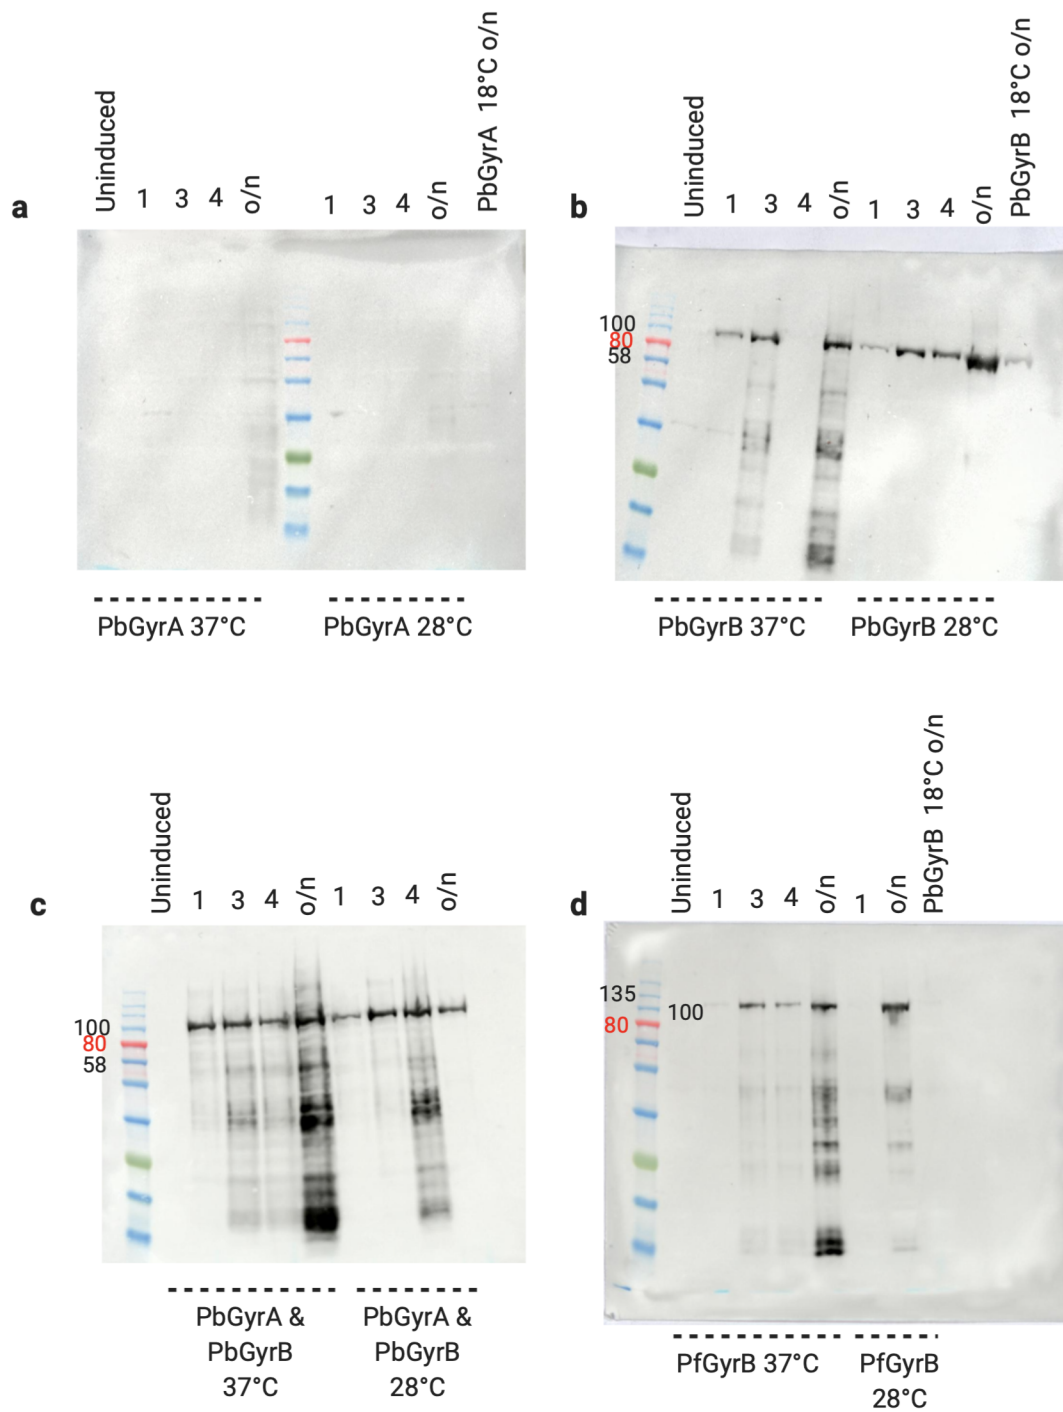 a
Uninduced
1
3
4
o/n
1
3
4
o/n
PbGyrA 18°C o/n
PbGyrA 37°C
PbGyrA 28°C
b
Uninduced
1
3
4
o/n
1
3
4
o/n
PbGyrB 18°C o/n
100
80
58
PbGyrB 37°C
PbGyrB 28°C
c
Uninduced
1
3
4
o/n
1
3
4
o/n
100
80
58
PbGyrA &
PbGyrB
37°C
PbGyrA &
PbGyrB
28°C
d
Uninduced
1
3
4
o/n
1
o/n
PbGyrB 18°C o/n
135
100
80
PfGyrB 37°C
PfGyrB
28°C